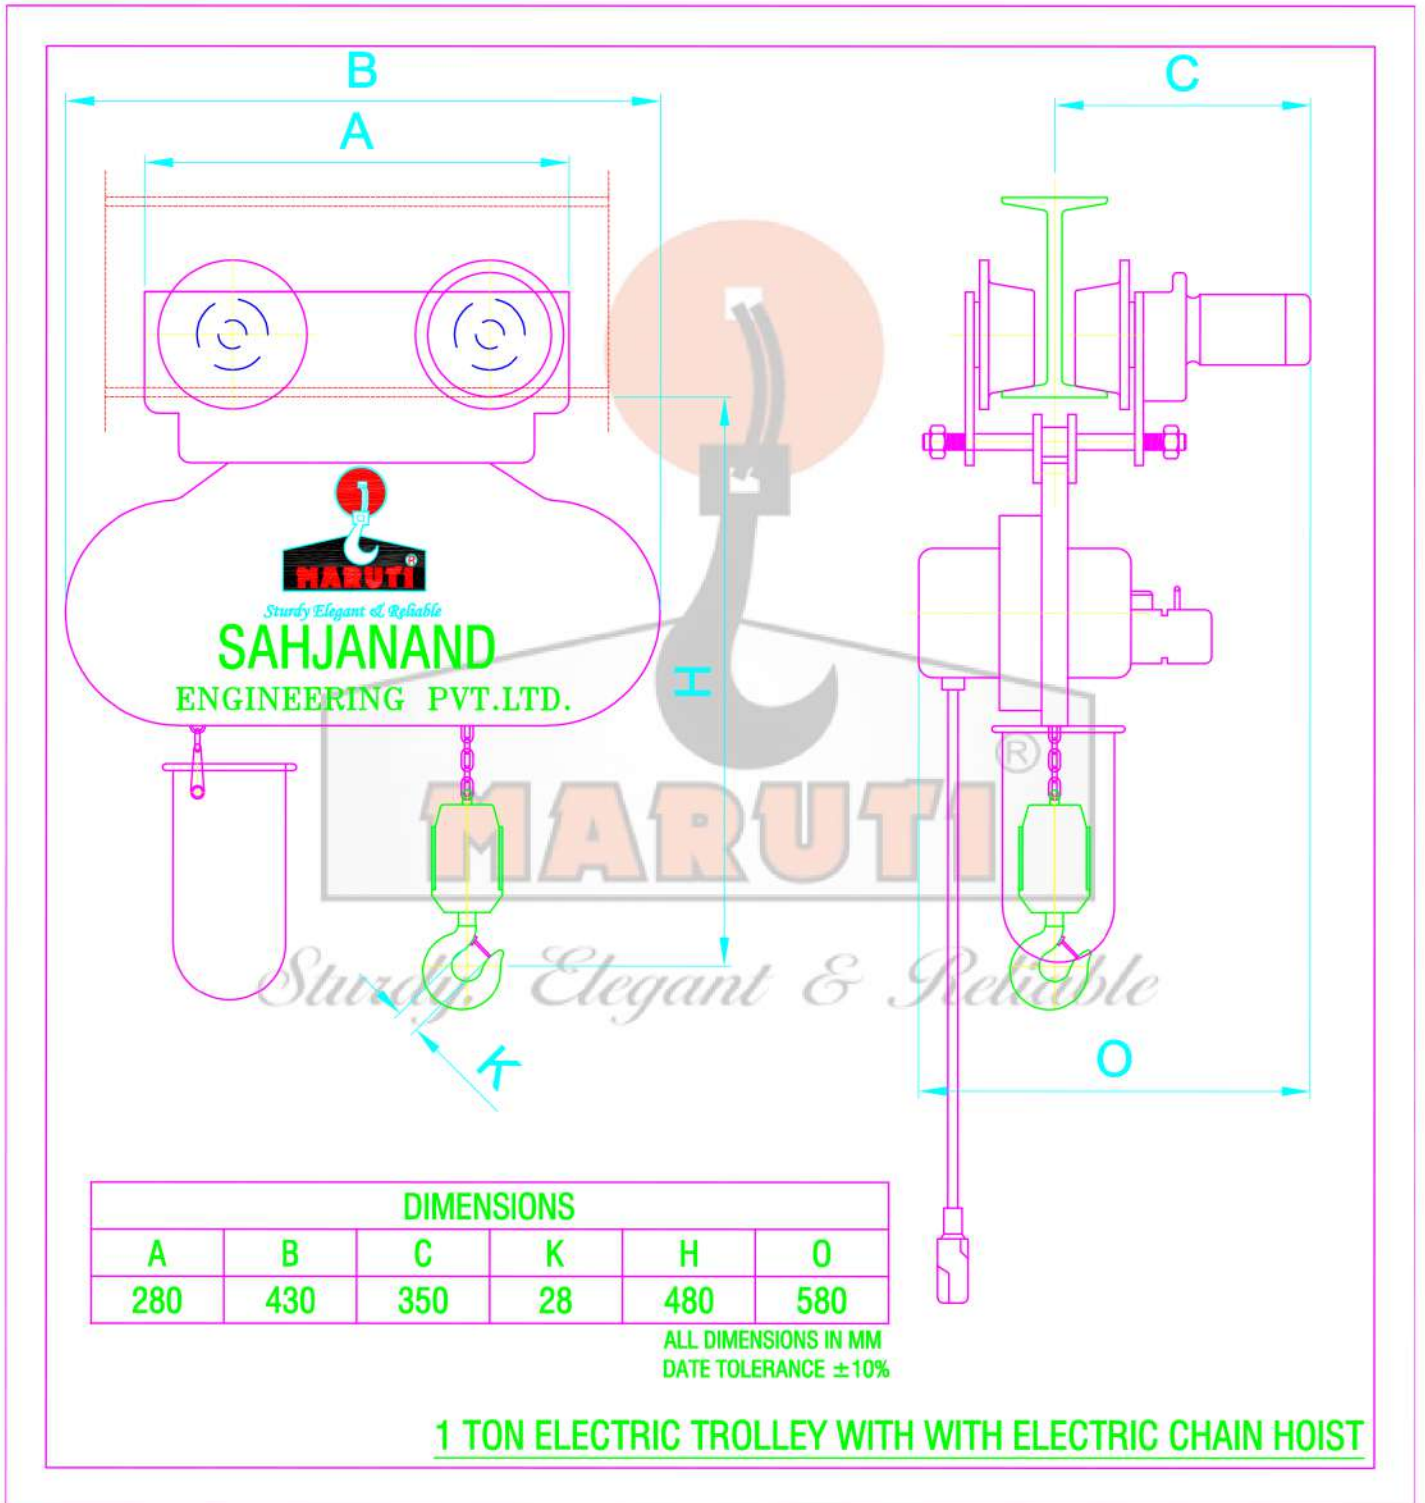 B
A
C
MARUTI ®
Sturdy Elegant & Reliable
SAHJANAND
ENGINEERING PVT.LTD.
H
MARUTI ®
Sturdy, Elegant & Reliable
K
O
DIMENSIONS
A B C K H O
280 430 350 28 480 580
ALL DIMENSIONS IN MM
DATE TOLERANCE ±10%
1 TON ELECTRIC TROLLEY WITH WITH ELECTRIC CHAIN HOIST